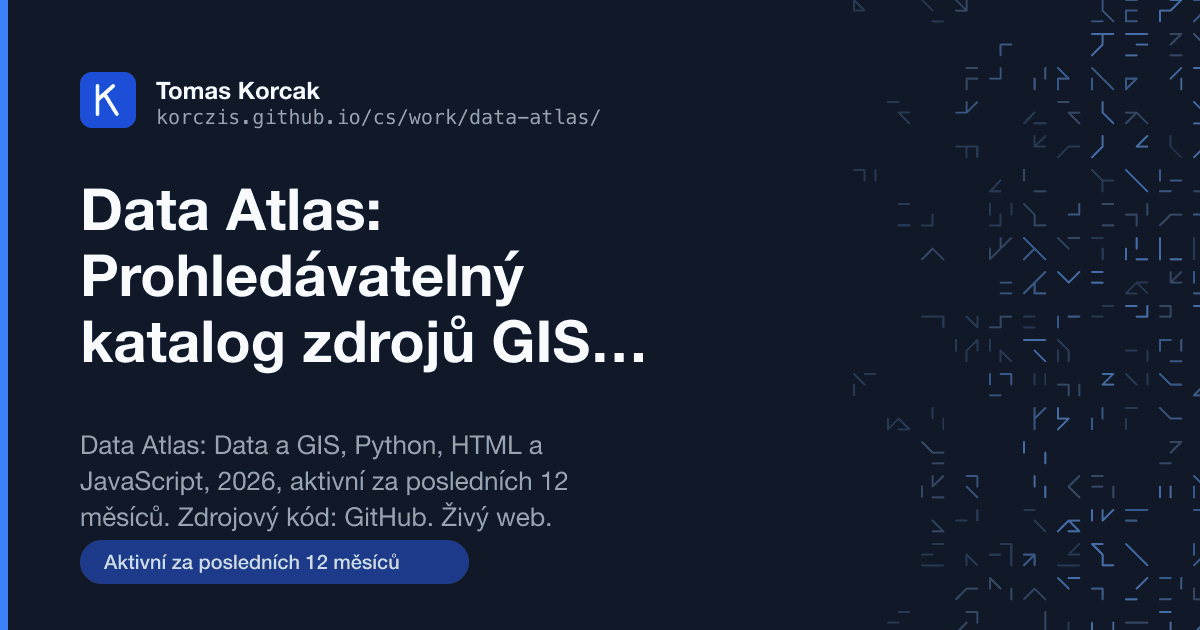 K
Tomas Korcak
korczis.github.io/cs/work/data-atlas/
Data Atlas:
Prohledávatelný
katalog zdrojů GIS…
Data Atlas: Data a GIS, Python, HTML a
JavaScript, 2026, aktivní za posledních 12
měsíců. Zdrojový kód: GitHub. Živý web.
Aktivní za posledních 12 měsíců